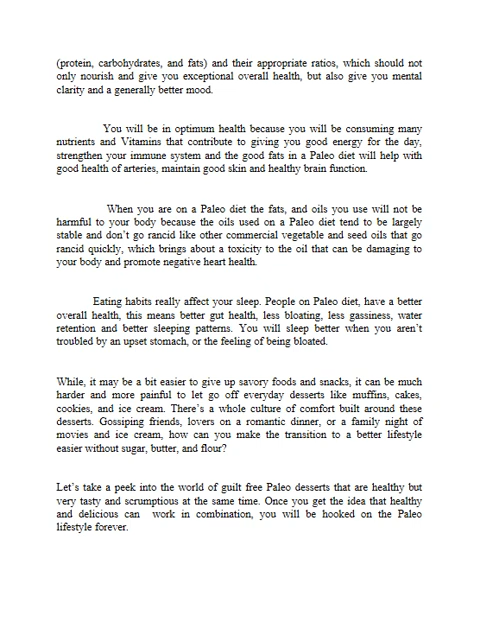 (protein, carbohydrates, and fats) and their appropriate ratios, which should not
only nourish and give you exceptional overall health, but also give you mental
clarity and a generally better mood.
You will be in optimum health because you will be consuming many
nutrients and Vitamins that contribute to giving you good energy for the day,
strengthen your immune system and the good fats in a Paleo diet will help with
good health of arteries, maintain good skin and healthy brain function.
When you are on a Paleo diet the fats, and oils you use will not be
harmful to your body because the oils used on a Paleo diet tend to be largely
stable and don't go rancid like other commercial vegetable and seed oils that go
rancid quickly, which brings about a toxicity to the oil that can be damaging to
your body and promote negative heart health.
Eating habits really affect your sleep. People on Paleo diet, have a better
overall health, this means better gut health, less bloating, less gassiness, water
retention and better sleeping patterns. You will sleep better when you aren't
troubled by an upset stomach, or the feeling of being bloated.
While, it may be a bit easier to give up savory foods and snacks, it can be much
harder and more painful to let go off everyday desserts like muffins, cakes,
cookies, and ice cream. There's a whole culture of comfort built around these
desserts. Gossiping friends, lovers on a romantic dinner, or a family night of
movies and ice cream, how can you make the transition to a better lifestyle
easier without sugar, butter, and flour?
Let's take a peek into the world of guilt free Paleo desserts that are healthy but
very tasty and scrumptious at the same time. Once you get the idea that healthy
and delicious can  work in combination, you will be hooked on the Paleo
lifestyle forever.